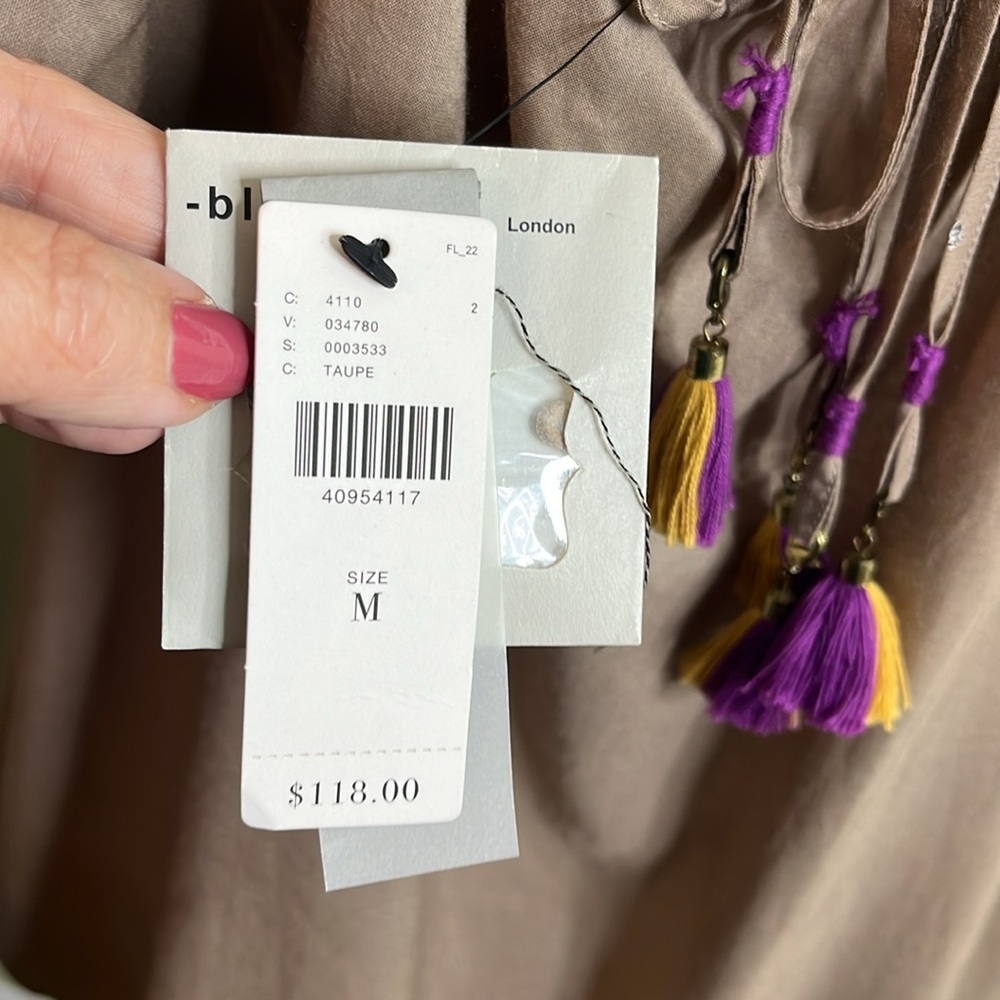 -bl
London
FL_22
C: 4110 2
V: 034780
S: 0003533
C: TAUPE
40954117
SIZE
M
$118.00